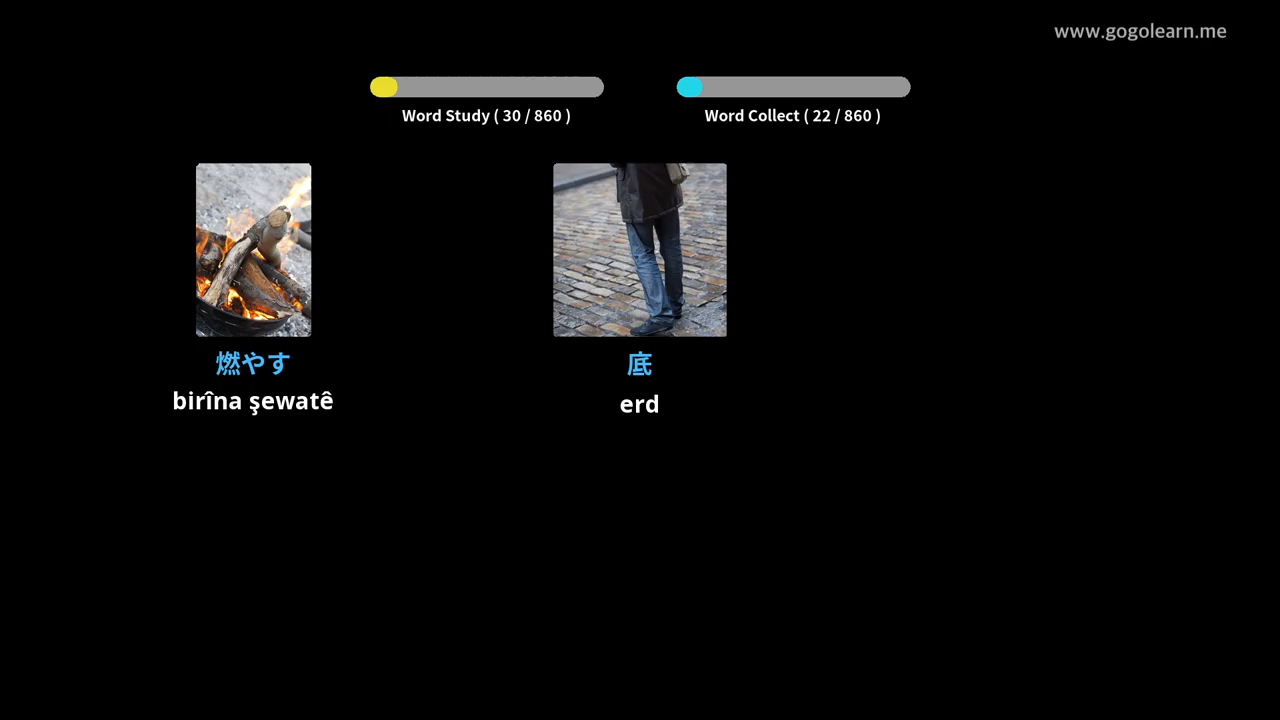 www.gogolearn.me
Word Study ( 30 / 860 )
Word Collect ( 22 / 860 )
燃やす
birîna şewatê
底
erd